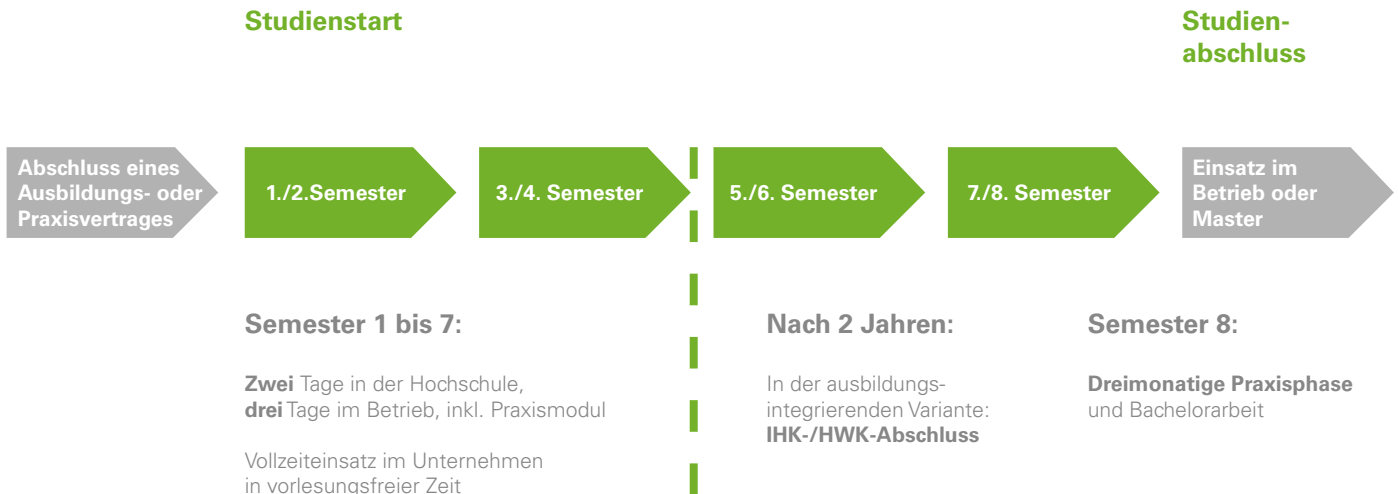 Studienstart
Studien-
abschluss
Abschluss eines
Ausbildungs- oder
Praxisvertrages
1./2.Semester
3./4. Semester
5./6. Semester
7./8. Semester
Einsatz im
Betrieb oder
Master
Semester 1 bis 7:
Zwei Tage in der Hochschule,
drei Tage im Betrieb, inkl. Praxismodul
Vollzeiteinsatz im Unternehmen
in vorlesungsfreier Zeit
Nach 2 Jahren:
In der ausbildungs-
integrierenden Variante:
IHK-/HWK-Abschluss
Semester 8:
Dreimonatige Praxisphase
und Bachelorarbeit